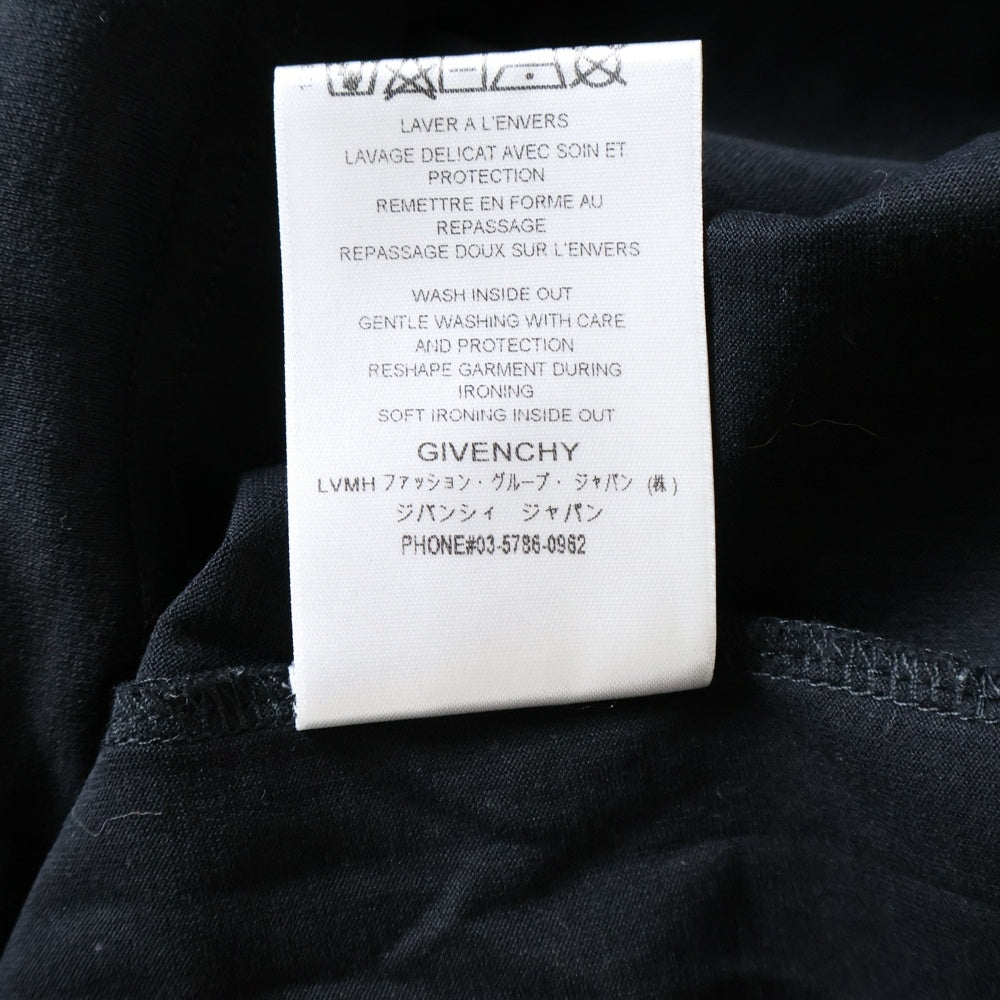 LAVER A L'ENVERS
LAVAGE DELICAT AVEC SOIN ET
PROTECTION
REMETTRE EN FORME AU
REPASSAGE
REPASSAGE DOUX SUR L'ENVERS
WASH INSIDE OUT
GENTLE WASHING WITH CARE
AND PROTECTION
RESHAPE GARMENT DURING
IRONING
SOFT IRONING INSIDE OUT
GIVENCHY
LVMH ファッション・グループ・ジャパン (株)
ジバンシィ ジャパン
PHONE#03-5786-0962